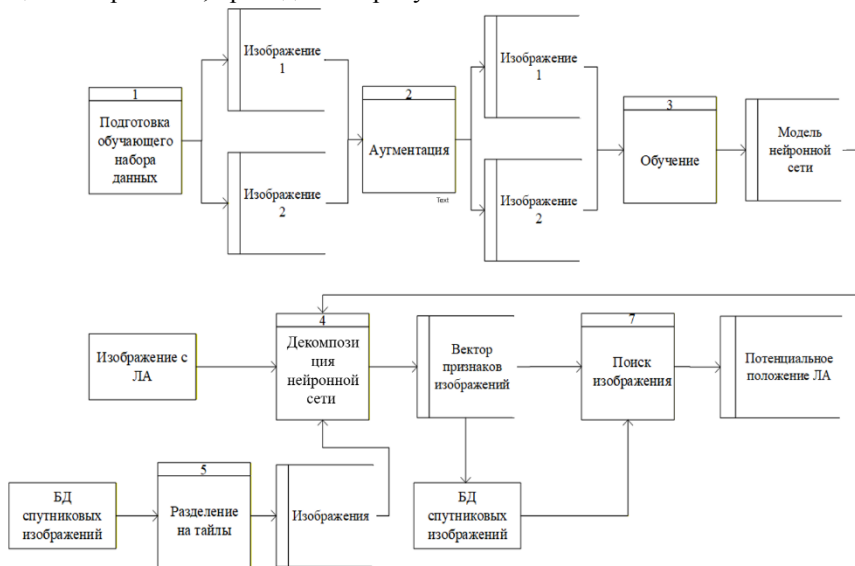 Изображение
1
Изображение
1
1
Подготовка
обучающего
набора
данных
2
Аугментация
Text
3
Обучение
Модель
нейронной
сети
Изображение
2
Изображение
2
Изображение с
ЛА
4
Декомпози
ция
нейронной
сети
Вектор
признаков
изображений
7
Поиск
изображения
Потенциальное
положение ЛА
БД
спутниковых
изображений
5
Разделение
на тайлы
Изображения
БД
спутниковых
изображений